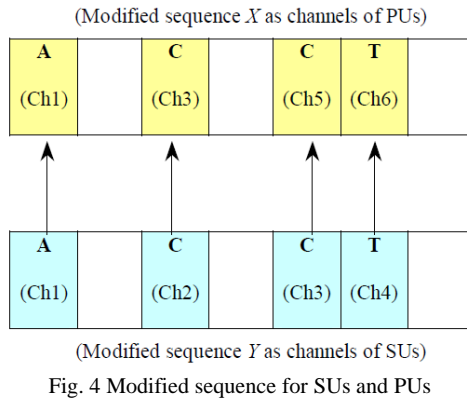 (Modified sequence X as channels of PUs)
A C C T
(Ch1) (Ch3) (Ch5) (Ch6)
A C C T
(Ch1) (Ch2) (Ch3) (Ch4)
(Modified sequence Y as channels of SUs)
Fig. 4 Modified sequence for SUs and PUs